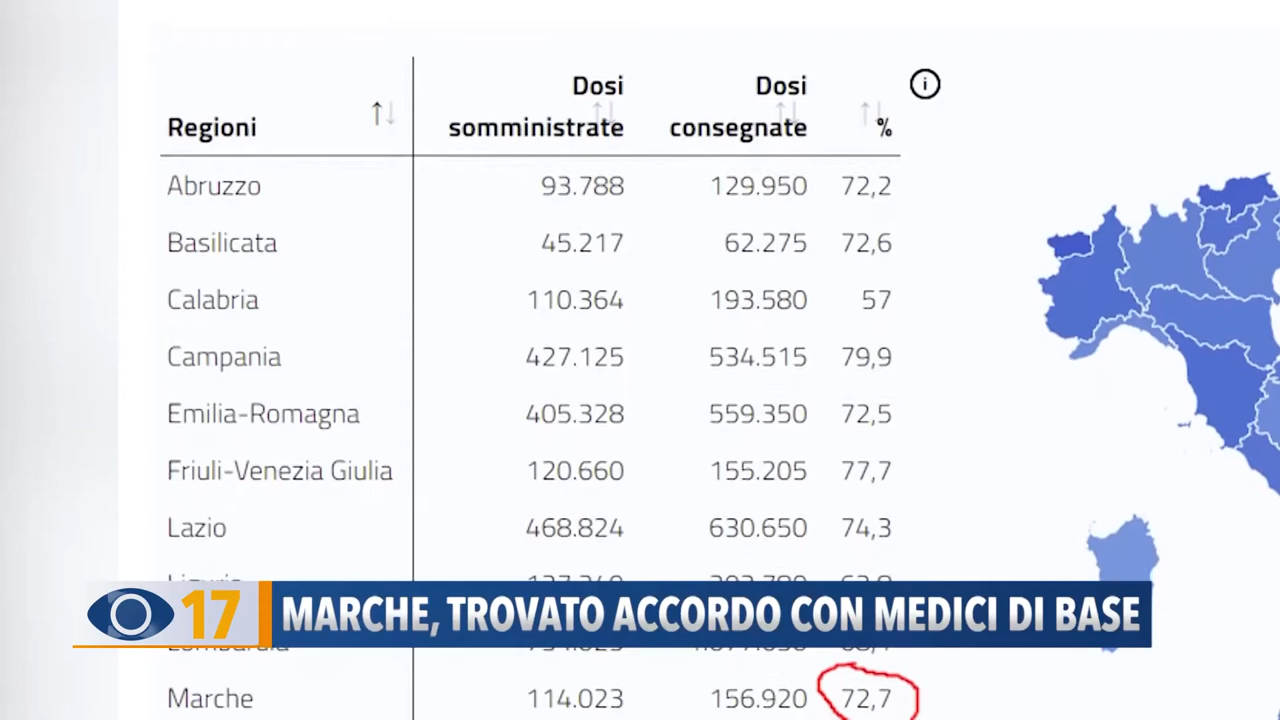 Dosi Dosi
Regioni somministrate consegnate %
Abruzzo 93.788 129.950 72,2
Basilicata 45.217 62.275 72,6
Calabria 110.364 193.580 57
Campania 427.125 534.515 79,9
Emilia-Romagna 405.328 559.350 72,5
Friuli-Venezia Giulia 120.660 155.205 77,7
Lazio 468.824 630.650 74,3
17 MARCHE, TROVATO ACCORDO CON MEDICI DI BASE
Marche 114.023 156.920 72,7